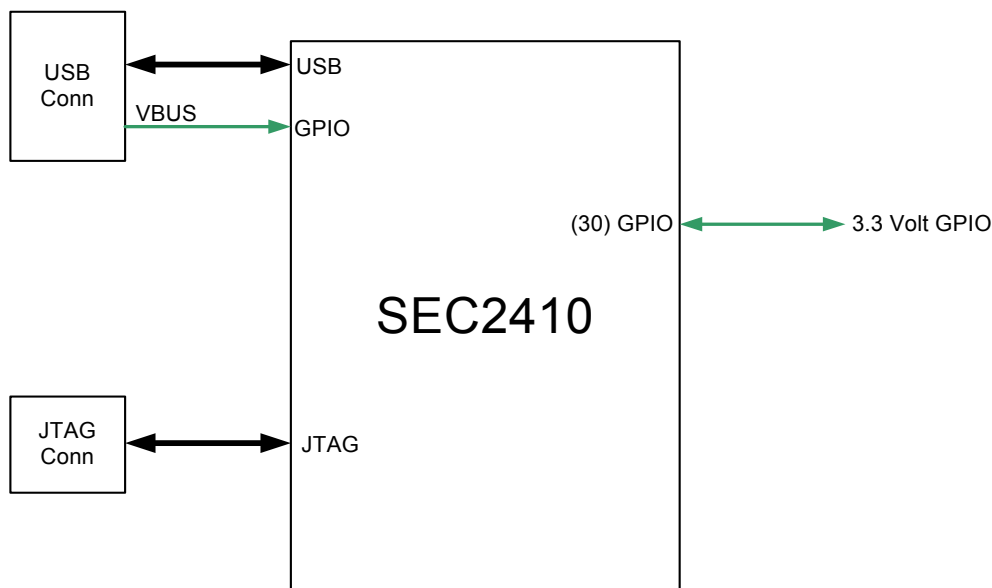 USB
Conn
USB
VBUS
GPIO
(30) GPIO
3.3 Volt GPIO
SEC2410
JTAG
Conn
JTAG